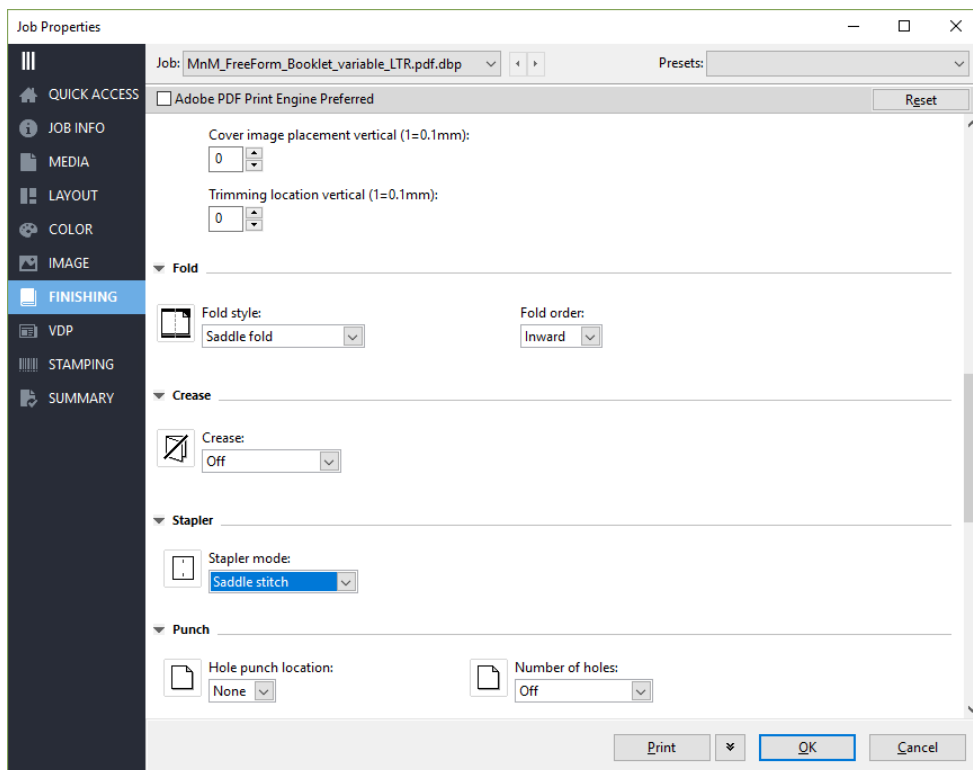 Job Properties
Job: MnM_FreeForm_Booklet_variable_LTR.pdf.dbp Presets:
QUICK ACCESS
JOB INFO
MEDIA
LAYOUT
COLOR
IMAGE
FINISHING
VDP
STAMPING
SUMMARY
Adobe PDF Print Engine Preferred Reset
Cover image placement vertical (1=0.1mm):
0
Trimming location vertical (1=0.1mm):
0
Fold
Fold style: Fold order:
Saddle fold Inward
Crease
Crease:
Off
Stapler
Stapler mode:
Saddle stitch
Punch
Hole punch location: Number of holes:
None Off
Print OK Cancel